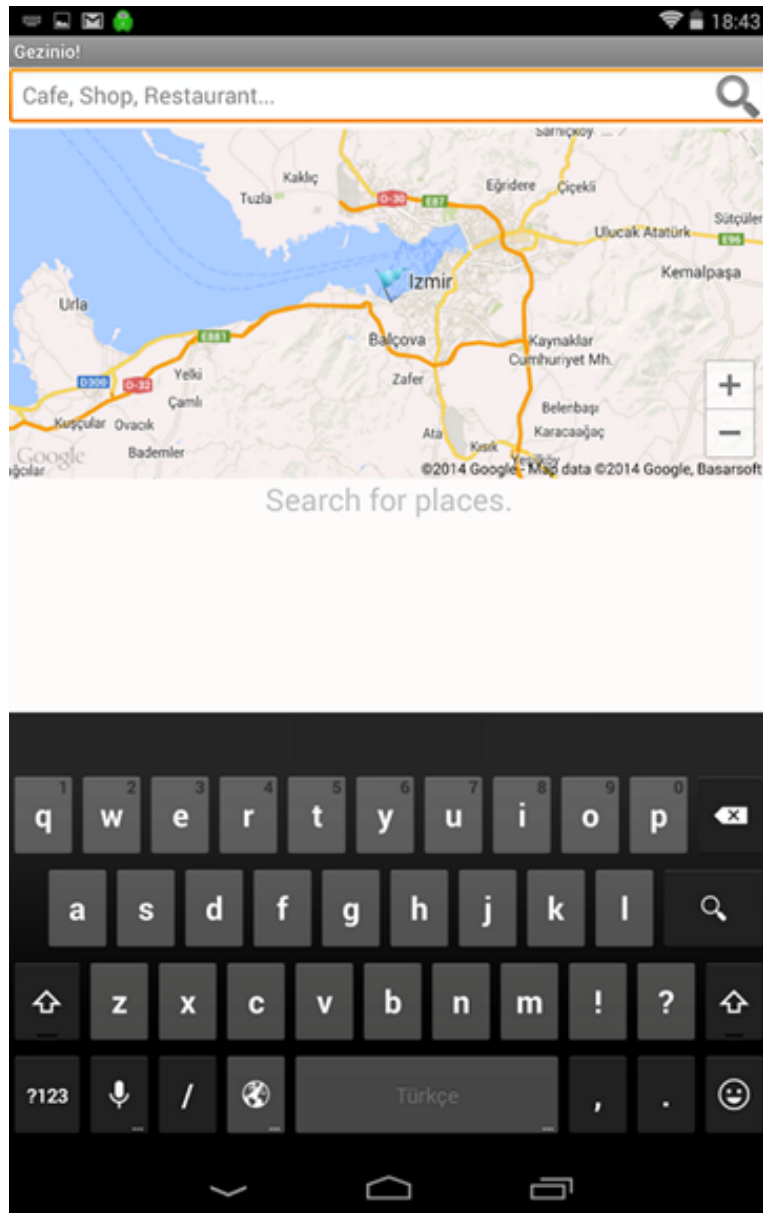 18:43
Gezinio!
Cafe, Shop, Restaurant...
Sarnıçköy
Kaklıç
Tuzla
O-30
E87
Eğridere
Çiçekli
Sütçüler
Ulucak Atatürk
E96
Izmir
Kemalpaşa
Urla
E881
Balçova
Kaynaklar
Cumhuriyet Mh.
D300
O-32
Yelki
Zafer
Çamlı
Belenbaşı
Kuşçular
Ovacık
Ata
Karacaağaç
Kısık
Google
Bademler
Yeşilköy
ğcılar
©2014 Google - Map data ©2014 Google, Basarsoft
Search for places.
1 2 3 4 5 6 7 8 9 0
q w e r t y u i o p
a s d f g h j k l
z x c v b n m ! ?
?123 / Türkçe , .